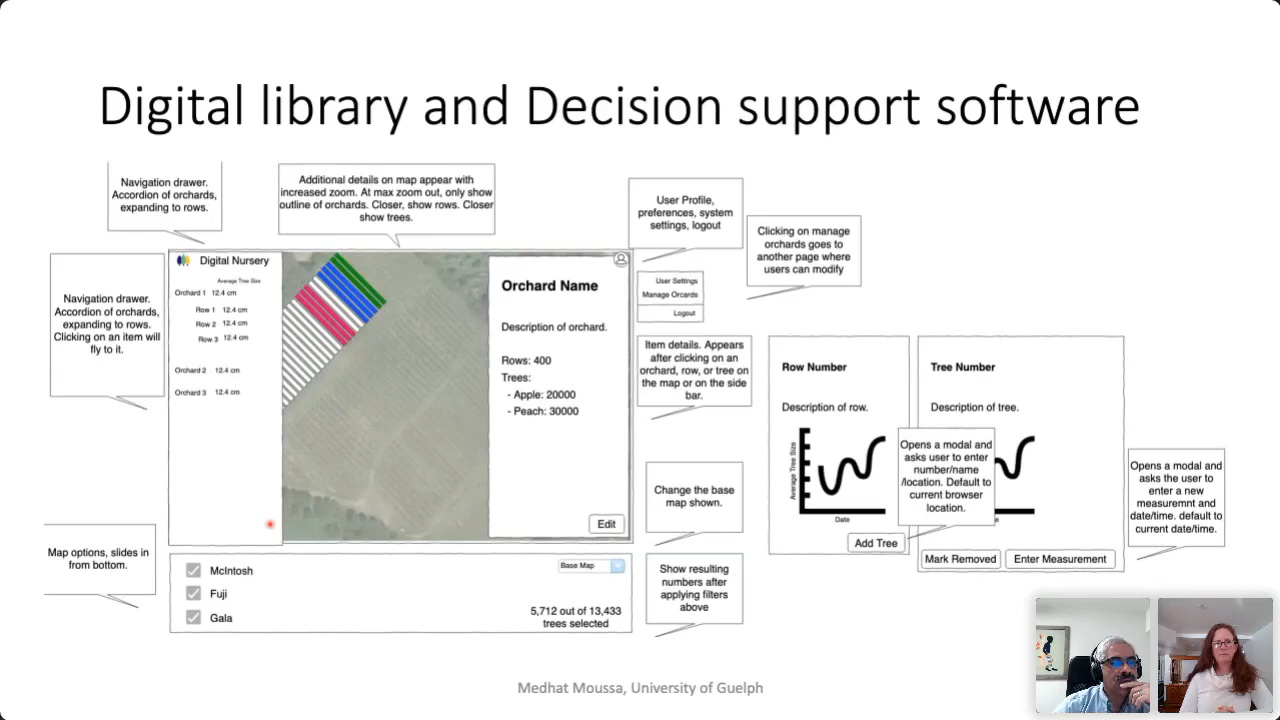 Digital library and Decision support software
Navigation drawer.
Accordion of orchards,
expanding to rows.
Additional details on map appear with
increased zoom. At max zoom out, only show
outline of orchards. Closer, show rows. Closer
show trees.
User Profile,
preferences, system
settings, logout
Clicking on manage
orchards goes to
another page where
users can modify
Navigation drawer.
Accordion of orchards,
expanding to rows.
Clicking on an item will
fly to it.
Digital Nursery
Average Tree Size
Orchard 1 12.4 cm
Row 1 12.4 cm
Row 2 12.4 cm
Row 3 12.4 cm
Orchard 2 12.4 cm
Orchard 3 12.4 cm
Orchard Name
Description of orchard.
Rows: 400
Trees:
- Apple: 20000
- Peach: 30000
Edit
User Settings
Manage Orcards
Logout
Item details. Appears
after clicking on an
orchard, row, or tree on
the map or on the side
bar.
Row Number
Description of row.
Average Tree Size
Date
Add Tree
Tree Number
Description of tree.
e
Mark Removed
Enter Measurement
Opens a modal and
asks user to enter
number/name
/location. Default to
current browser
location.
Opens a modal and
asks the user to
enter a new
measuremnt and
date/time. default to
current date/time.
Change the base
map shown.
Map options, slides in
from bottom.
McIntosh
Fuji
Gala
Base Map
5,712 out of 13,433
trees selected
Show resulting
numbers after
applying filters
above
Medhat Moussa, University of Guelph